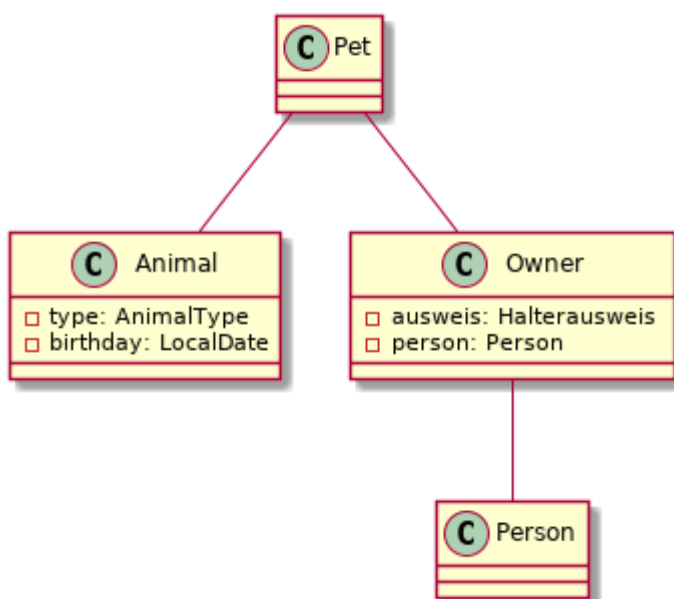 C Pet
C Animal
- type: AnimalType
- birthday: LocalDate
C Owner
- ausweis: Halterausweis
- person: Person
C Person